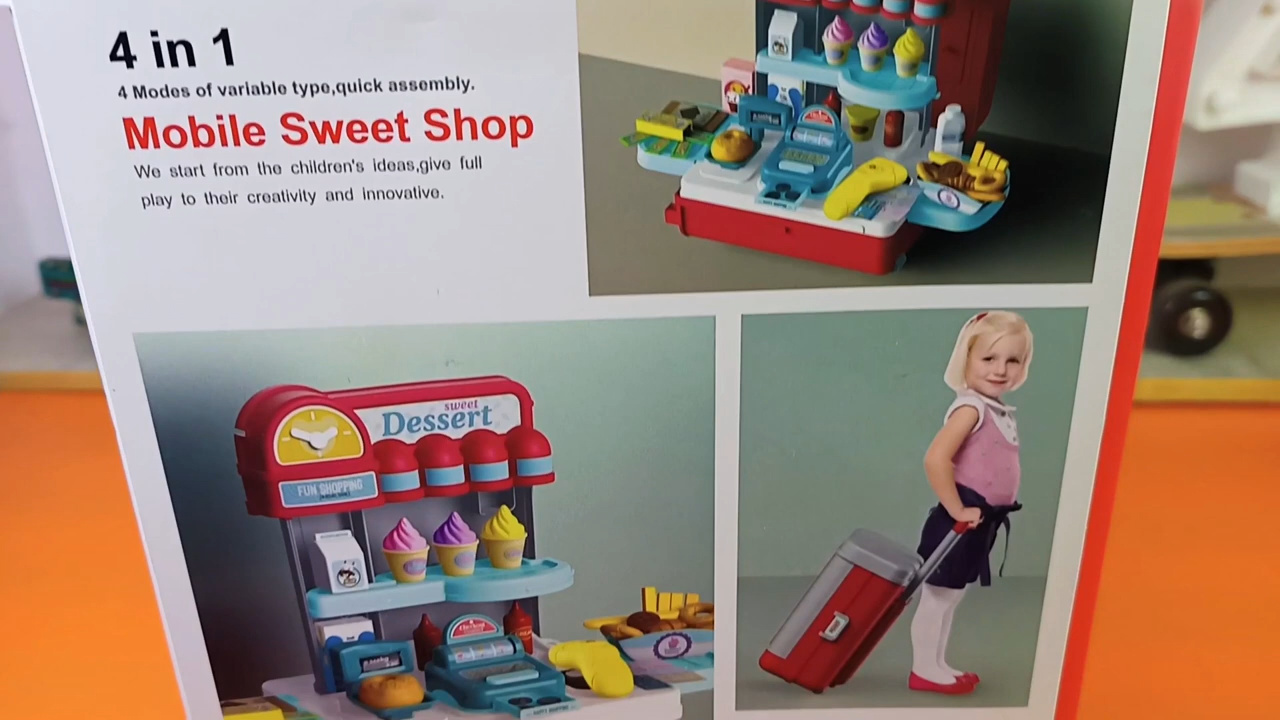 4 in 1
4 Modes of variable type,quick assembly.
Mobile Sweet Shop
We start from the children's ideas,give full
play to their creativity and innovative.
sweet
Dessert
FUN SHOPPING